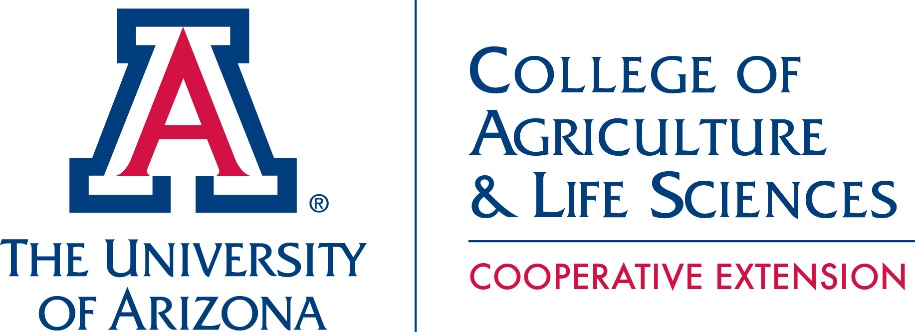 A
®
THE UNIVERSITY
OF ARIZONA
COLLEGE OF
AGRICULTURE
& LIFE SCIENCES
COOPERATIVE EXTENSION